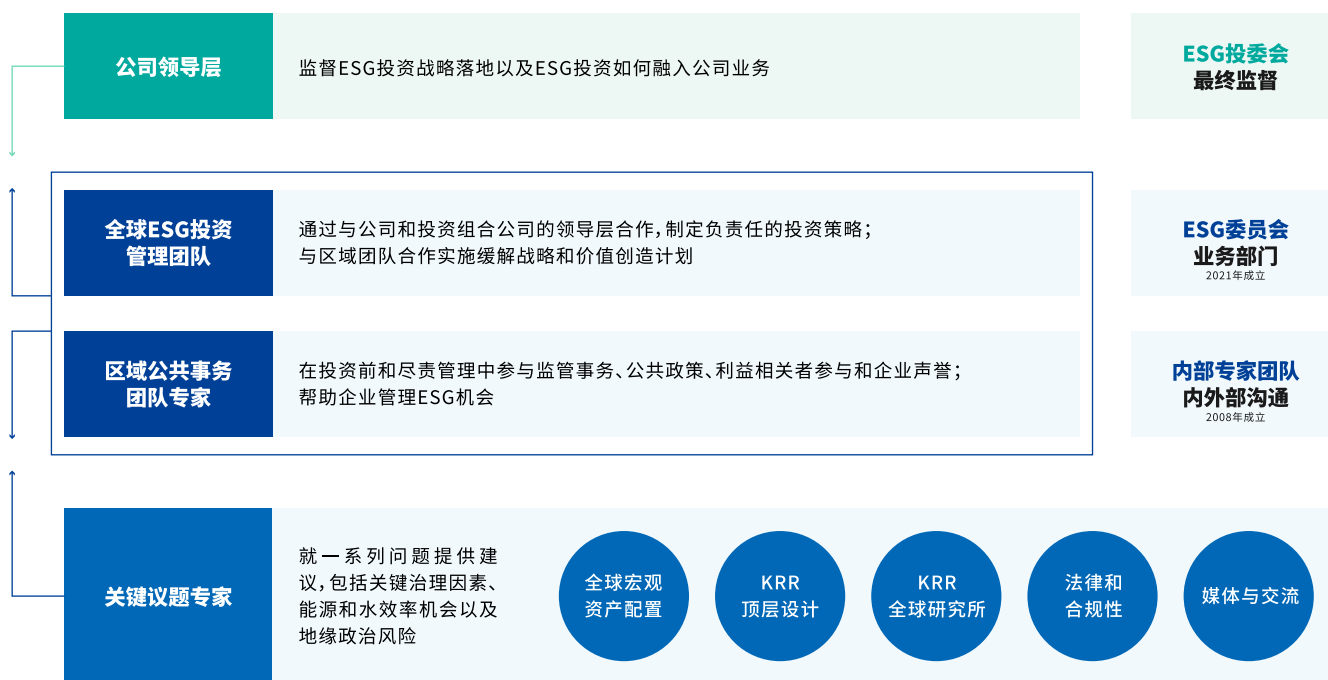 公司领导层
监督ESG投资战略落地以及ESG投资如何融入公司业务
ESG投委会
最终监督
全球ESG投资
管理团队
通过与公司和投资组合公司的领导层合作,制定负责任的投资策略;
与区域团队合作实施缓解战略和价值创造计划
ESG委员会
业务部门
2021年成立
区域公共事务
团队专家
在投资前和尽责管理中参与监管事务、公共政策、利益相关者参与和企业声誉;
帮助企业管理ESG机会
内部专家团队
内外部沟通
2008年成立
关键议题专家
就一系列问题提供建
议,包括关键治理因素、
能源和水效率机会以及
地缘政治风险
全球宏观
资产配置
KRR
顶层设计
KRR
全球研究所
法律和
合规性
媒体与交流